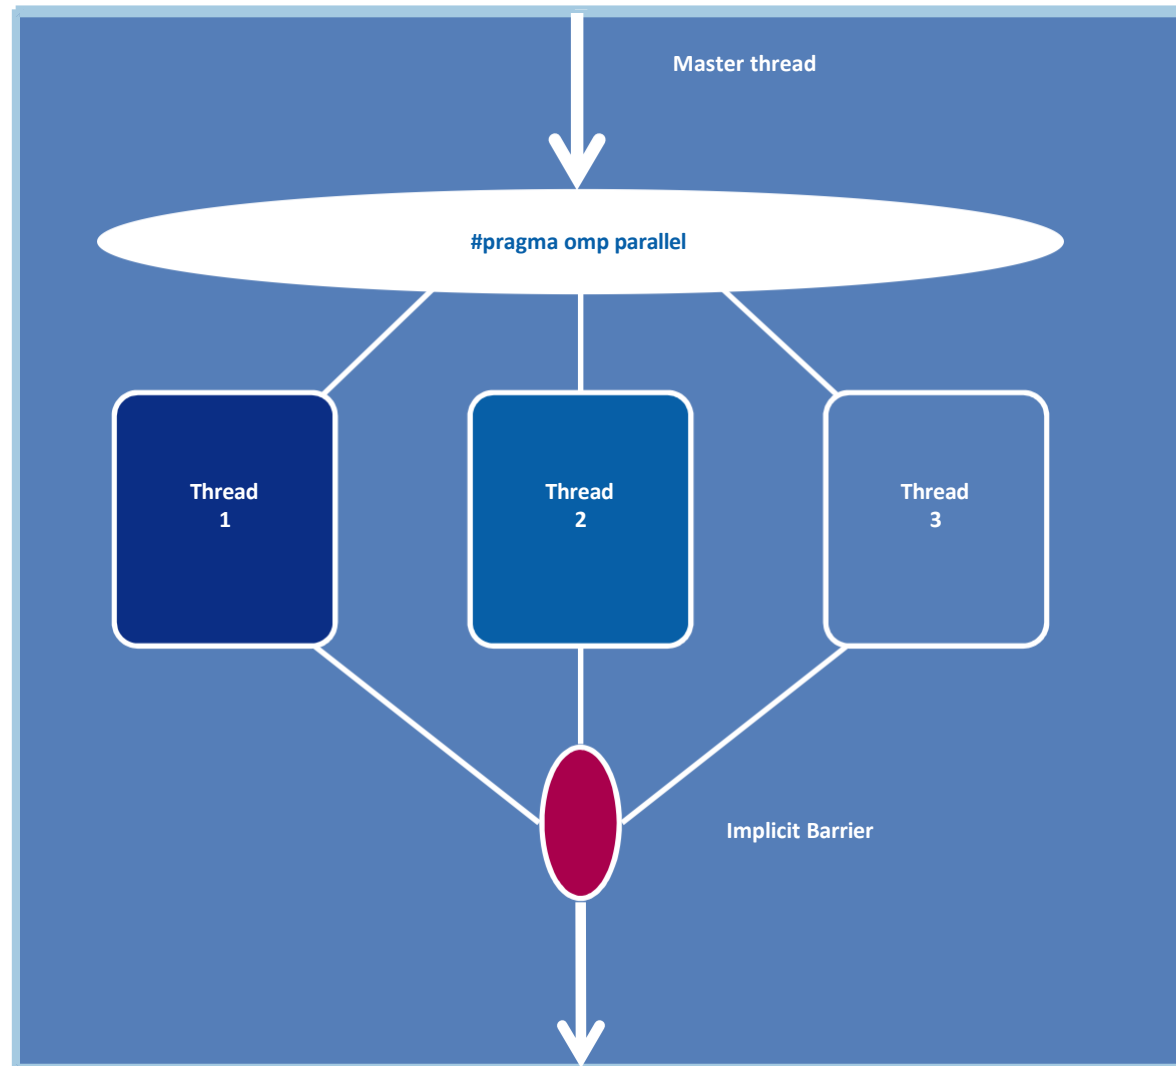 Master thread
#pragma omp parallel
Thread
1
Thread
2
Thread
3
Implicit Barrier